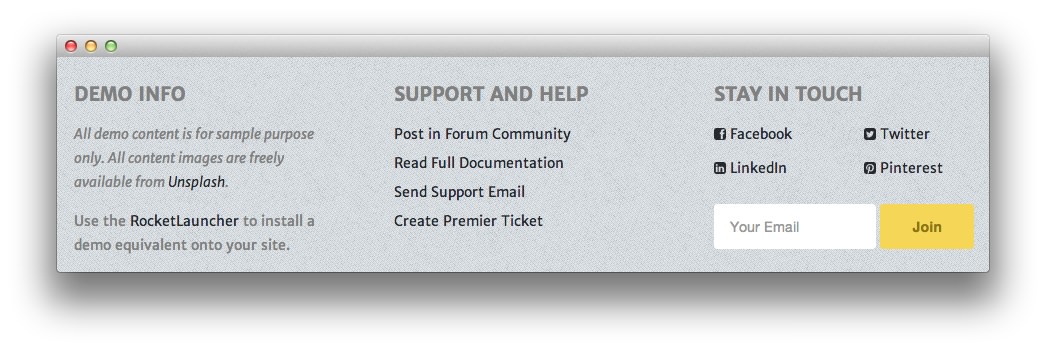 DEMO INFO
All demo content is for sample purpose
only. All content images are freely
available from Unsplash.
Use the RocketLauncher to install a
demo equivalent onto your site.
SUPPORT AND HELP
Post in Forum Community
Read Full Documentation
Send Support Email
Create Premier Ticket
STAY IN TOUCH
Facebook
Twitter
LinkedIn
Pinterest
Your Email
Join